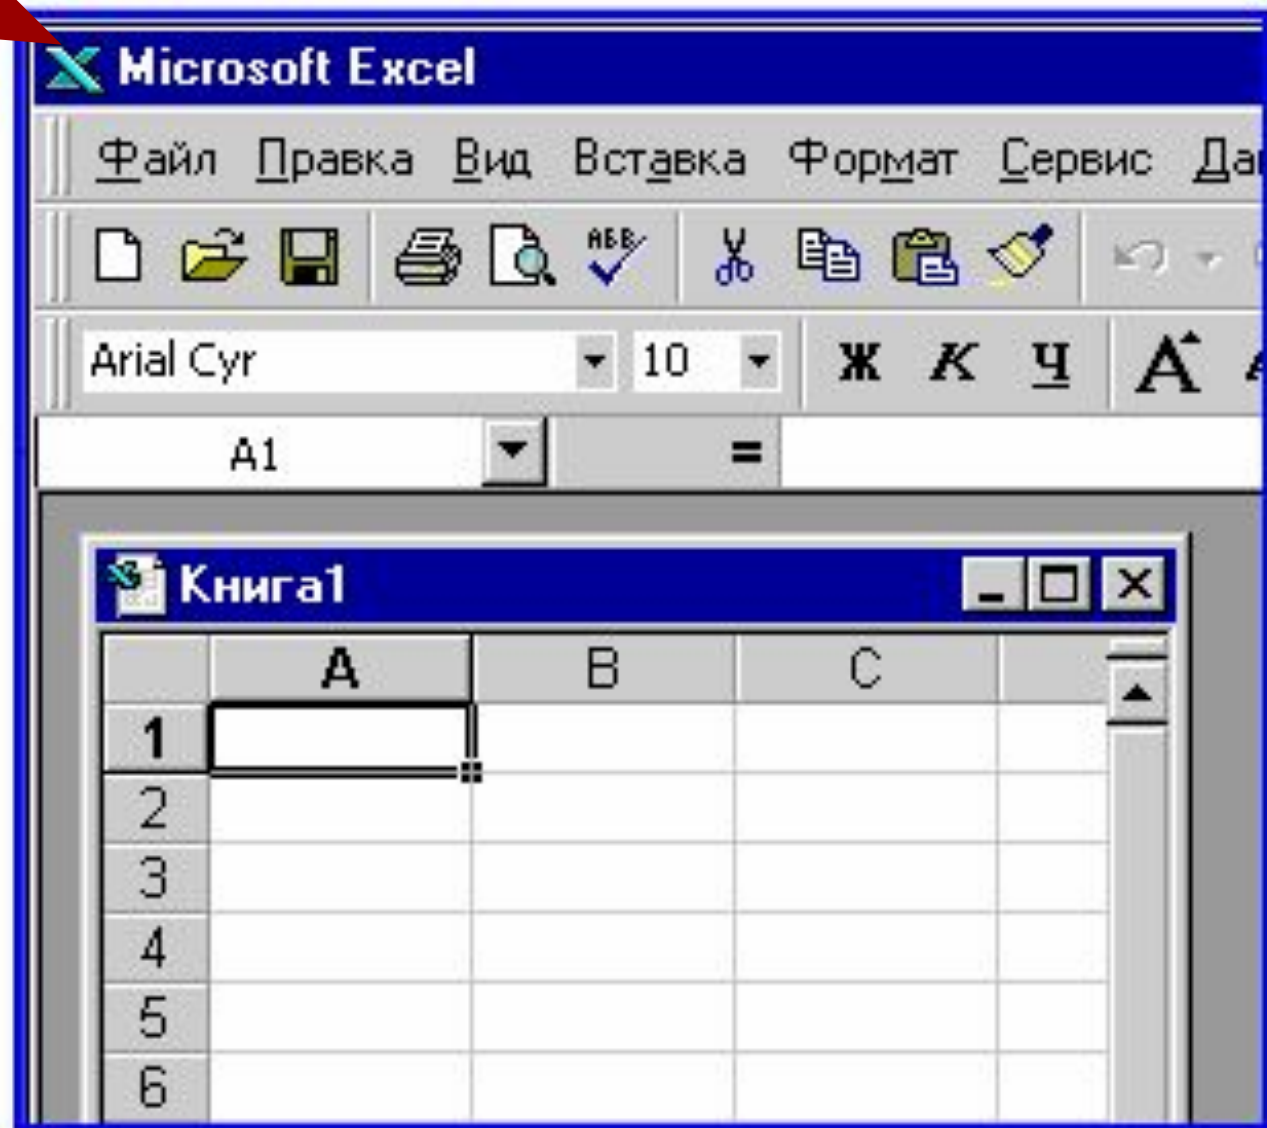 Microsoft Excel
Файл Правка Вид Вставка Формат Сервис
АБВ
Arial Cyr 10 Ж К Ч А
A1 =
Книга1
A B C
1
2
3
4
5
6